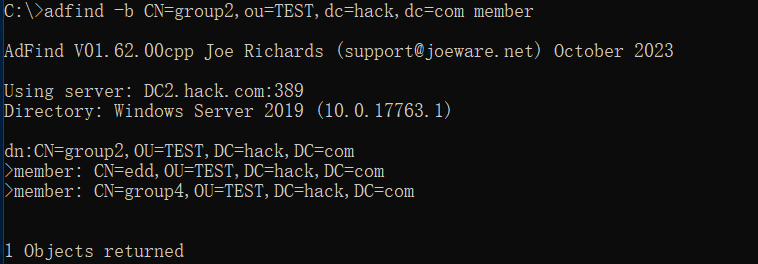 C:\>adfind -b CN=group2,ou=TEST,dc=hack,dc=com member
AdFind V01.62.00cpp Joe Richards (support@joeware.net) October 2023
Using server: DC2.hack.com:389
Directory: Windows Server 2019 (10.0.17763.1)
dn:CN=group2,OU=TEST,DC=hack,DC=com
>member: CN=edd,OU=TEST,DC=hack,DC=com
>member: CN=group4,OU=TEST,DC=hack,DC=com
1 Objects returned